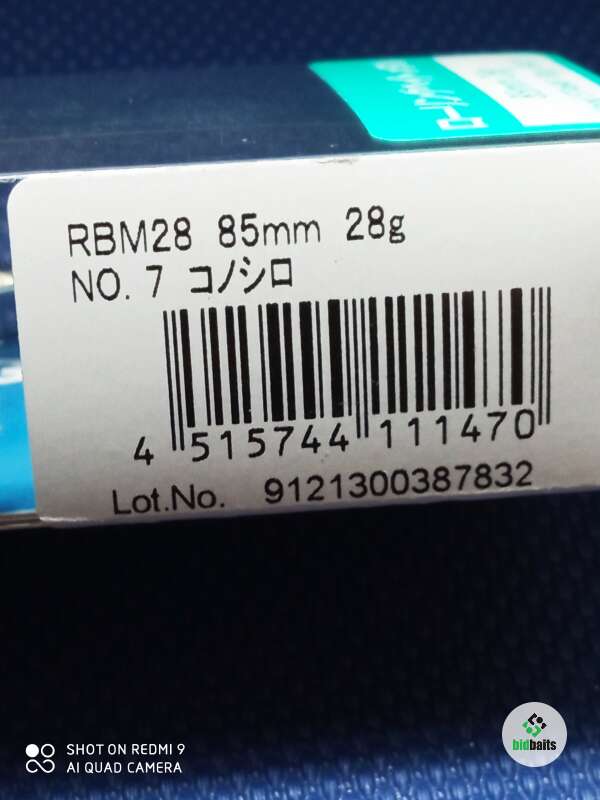 RBM28 85mm 28g
NO. 7 コノシロ
4 515744 111470
Lot.No. 9121300387832
SHOT ON REDMI 9
AI QUAD CAMERA
bidbaits